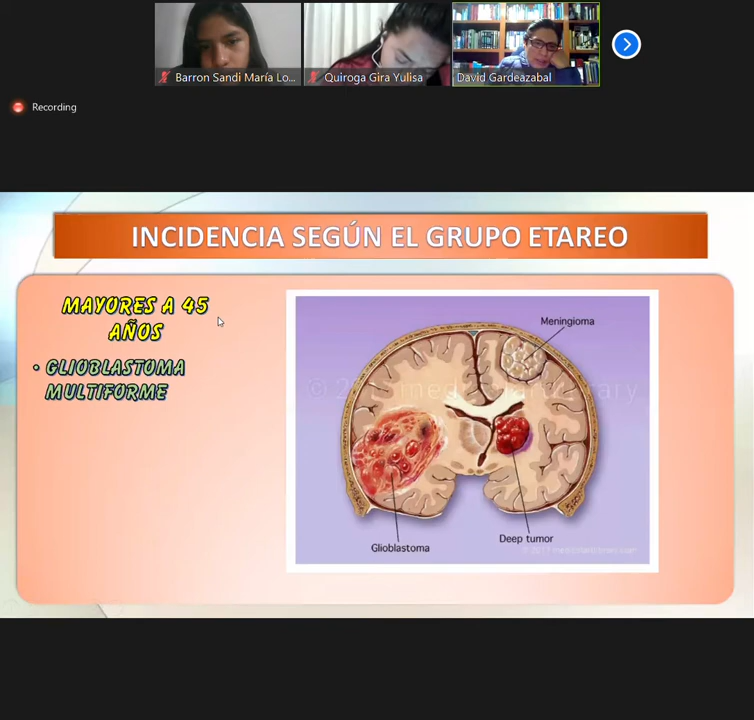 Barron Sandi María Lo...
Quiroga Gira Yulisa
David Gardeazabal
Recording
INCIDENCIA SEGÚN EL GRUPO ETAREO
MAYORES A 45
AÑOS
• GLIOBLASTOMA
MULTIFORME
Meningioma
Glioblastoma
Deep tumor